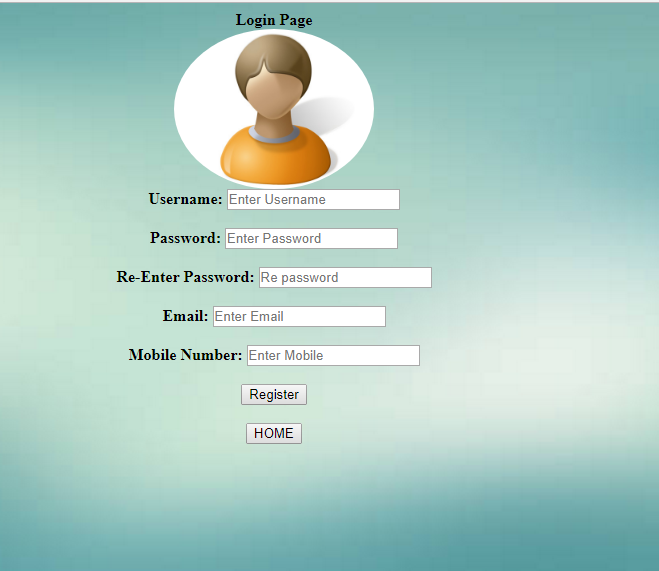 Login Page
Username: Enter Username
Password: Enter Password
Re-Enter Password: Re password
Email: Enter Email
Mobile Number: Enter Mobile
Register
HOME